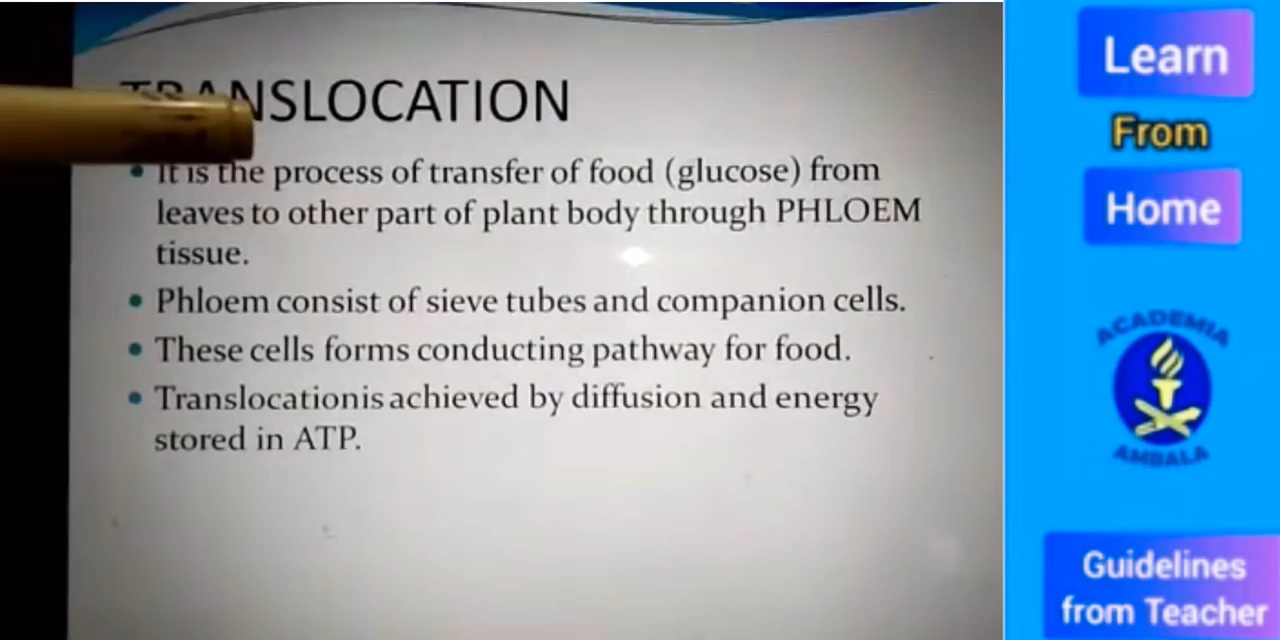 TRANSLOCATION
• It is the process of transfer of food (glucose) from
leaves to other part of plant body through PHLOEM
tissue.
• Phloem consist of sieve tubes and companion cells.
• These cells forms conducting pathway for food.
• Translocationis achieved by diffusion and energy
stored in ATP.
Learn
From
Home
ACADEMIA
AMBALA
Guidelines
from Teacher